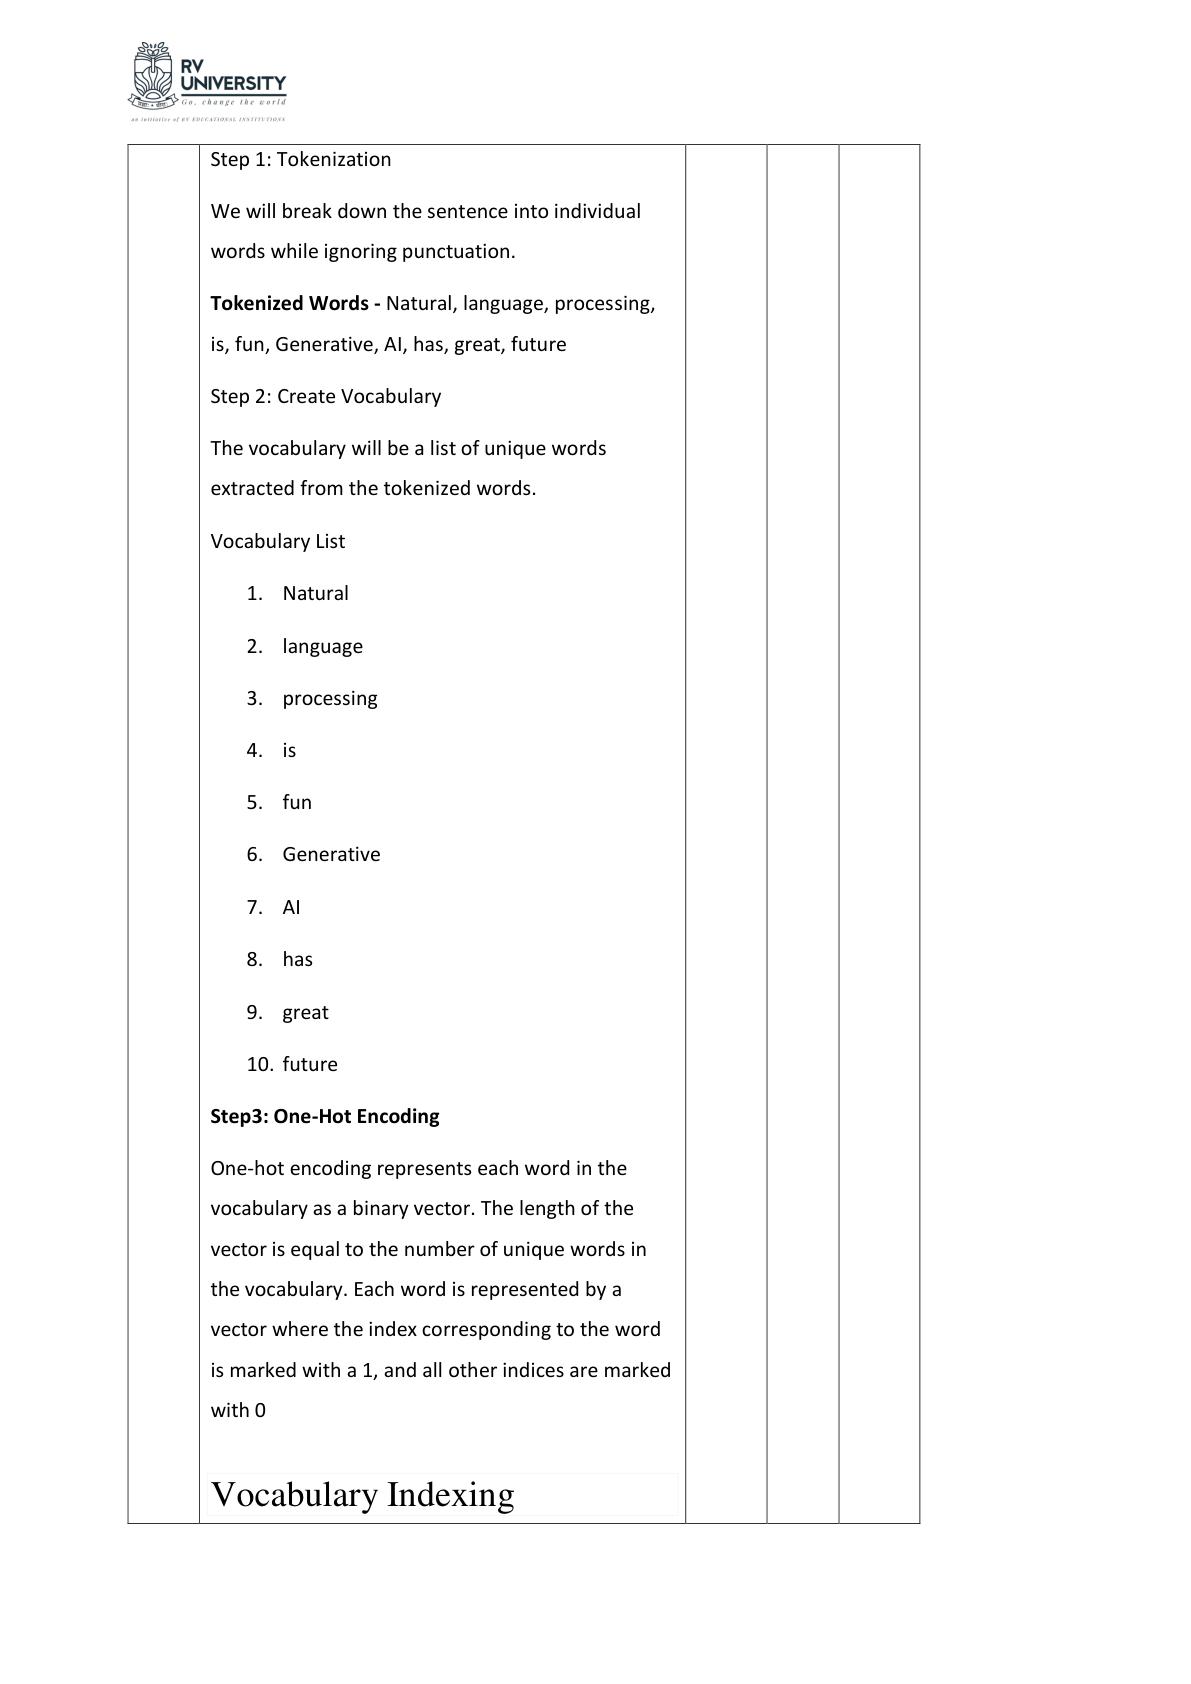 RV
UNIVERSITY
Go, change the world
an initiative of RV EDUCATIONAL INSTITUTIONS
Step 1: Tokenization
We will break down the sentence into individual
words while ignoring punctuation.
Tokenized Words - Natural, language, processing,
is, fun, Generative, AI, has, great, future
Step 2: Create Vocabulary
The vocabulary will be a list of unique words
extracted from the tokenized words.
Vocabulary List
1. Natural
2. language
3. processing
4. is
5. fun
6. Generative
7. AI
8. has
9. great
10. future
Step3: One-Hot Encoding
One-hot encoding represents each word in the
vocabulary as a binary vector. The length of the
vector is equal to the number of unique words in
the vocabulary. Each word is represented by a
vector where the index corresponding to the word
is marked with a 1, and all other indices are marked
with 0
Vocabulary Indexing